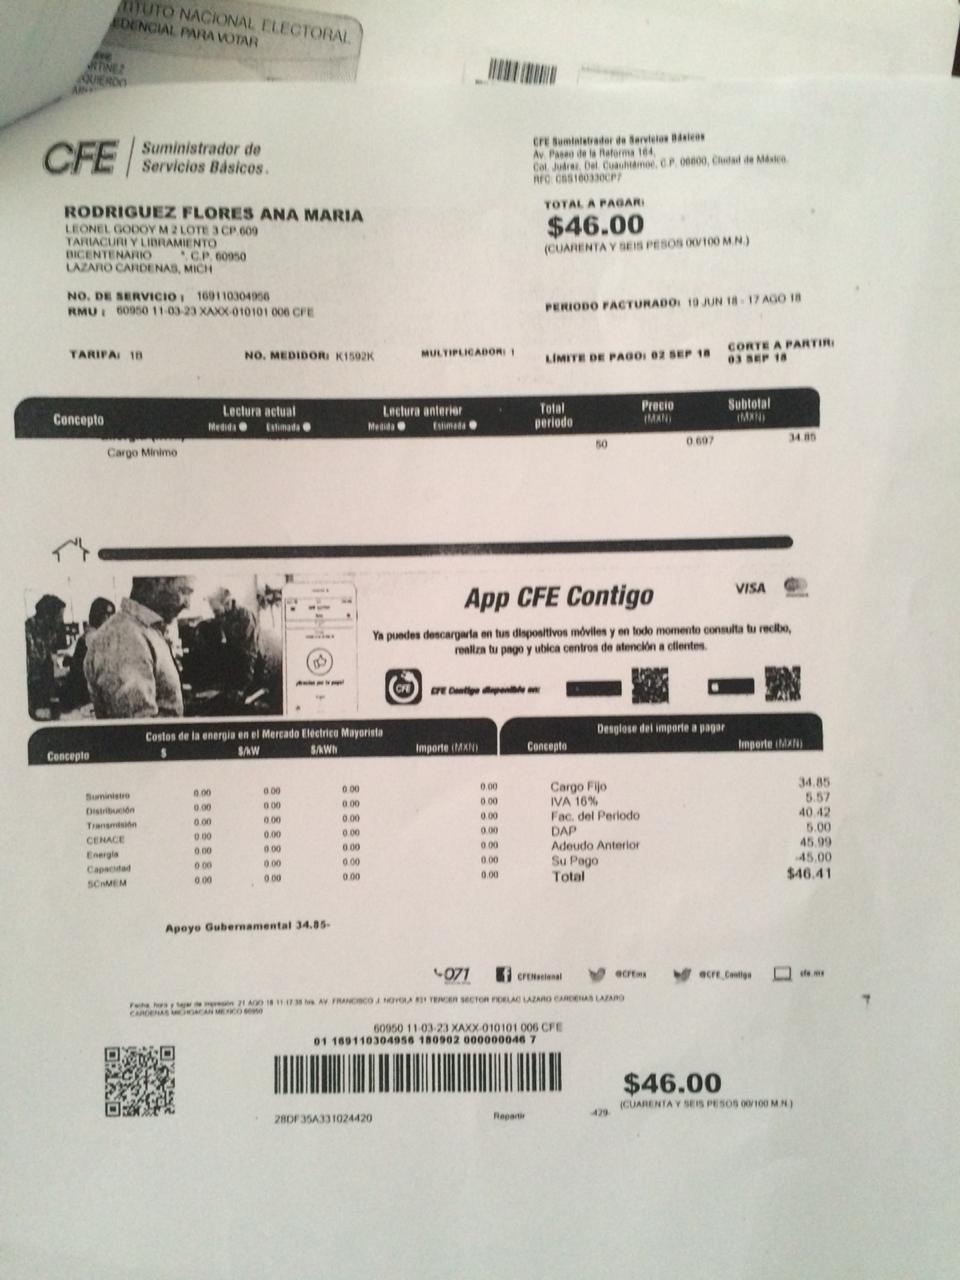 TITUTO NACIONAL ELECTORAL
EDENCIAL PARA VOTAR
CFE
Suministrador de
Servicios Básicos.
CFE Suministrador de Servicios Básicos
Av. Paseo de la Reforma 164,
Col. Juárez, Del. Cuauhtémoc, C.P. 06600, Ciudad de México.
RFC: CSS160330CP7
RODRIGUEZ FLORES ANA MARIA
LEONEL GODOY M 2 LOTE 3 CP.609
TARIACURI Y LIBRAMIENTO
BICENTENARIO *. C.P. 60950
LAZARO CARDENAS, MICH
TOTAL A PAGAR:
$46.00
(CUARENTA Y SEIS PESOS 00/100 M.N.)
NO. DE SERVICIO : 169110304956
RMU : 60950 11-03-23 XAXX-010101 006 CFE
PERIODO FACTURADO: 19 JUN 18 - 17 AGO 18
TARIFA: 1B
NO. MEDIDOR: K1592K
MULTIPLICADOR: 1
LÍMITE DE PAGO: 02 SEP 18
CORTE A PARTIR:
03 SEP 18
Concepto
Lectura actual
Medida
Estimada
Lectura anterior
Medida
Estimada
Total
periodo
Precio
(MXN)
Subtotal
(MXN)
Cargo Mínimo
50
0.697
34.85
App CFE Contigo
VISA
Ya puedes descargarla en tus dispositivos móviles y en todo momento consulta tu recibo,
realiza tu pago y ubica centros de atención a clientes.
CFE
CFE Contigo disponible en:
Costos de la energía en el Mercado Eléctrico Mayorista
Concepto $ $/kW $/kWh Importe (MXN)
Suministro 0.00 0.00 0.00 0.00
Distribución 0.00 0.00 0.00 0.00
Transmisión 0.00 0.00 0.00 0.00
CENACE 0.00 0.00 0.00 0.00
Energía 0.00 0.00 0.00 0.00
Capacidad 0.00 0.00 0.00 0.00
SCnMEM 0.00 0.00 0.00 0.00
Desglose del importe a pagar
Concepto Importe (MXN)
Cargo Fijo 34.85
IVA 16% 5.57
Fac. del Periodo 40.42
DAP 5.00
Adeudo Anterior 45.99
Su Pago -45.00
Total $46.41
Apoyo Gubernamental 34.85-
071
CFENacional
@CFEmx
@CFE_Contigo
cfe.mx
Fecha, hora y lugar de impresión: 21 AGO 18 11:17:38 hrs. AV. FRANCISCO J. NOYOLA 831 TERCER SECTOR FIDELAC LAZARO CARDENAS LAZARO
CARDENAS MICHOACAN MEXICO 60950
60950 11-03-23 XAXX-010101 006 CFE
01 169110304956 180902 000000046 7
28DF35A331024420
Repartir
-429-
$46.00
(CUARENTA Y SEIS PESOS 00/100 M.N.)